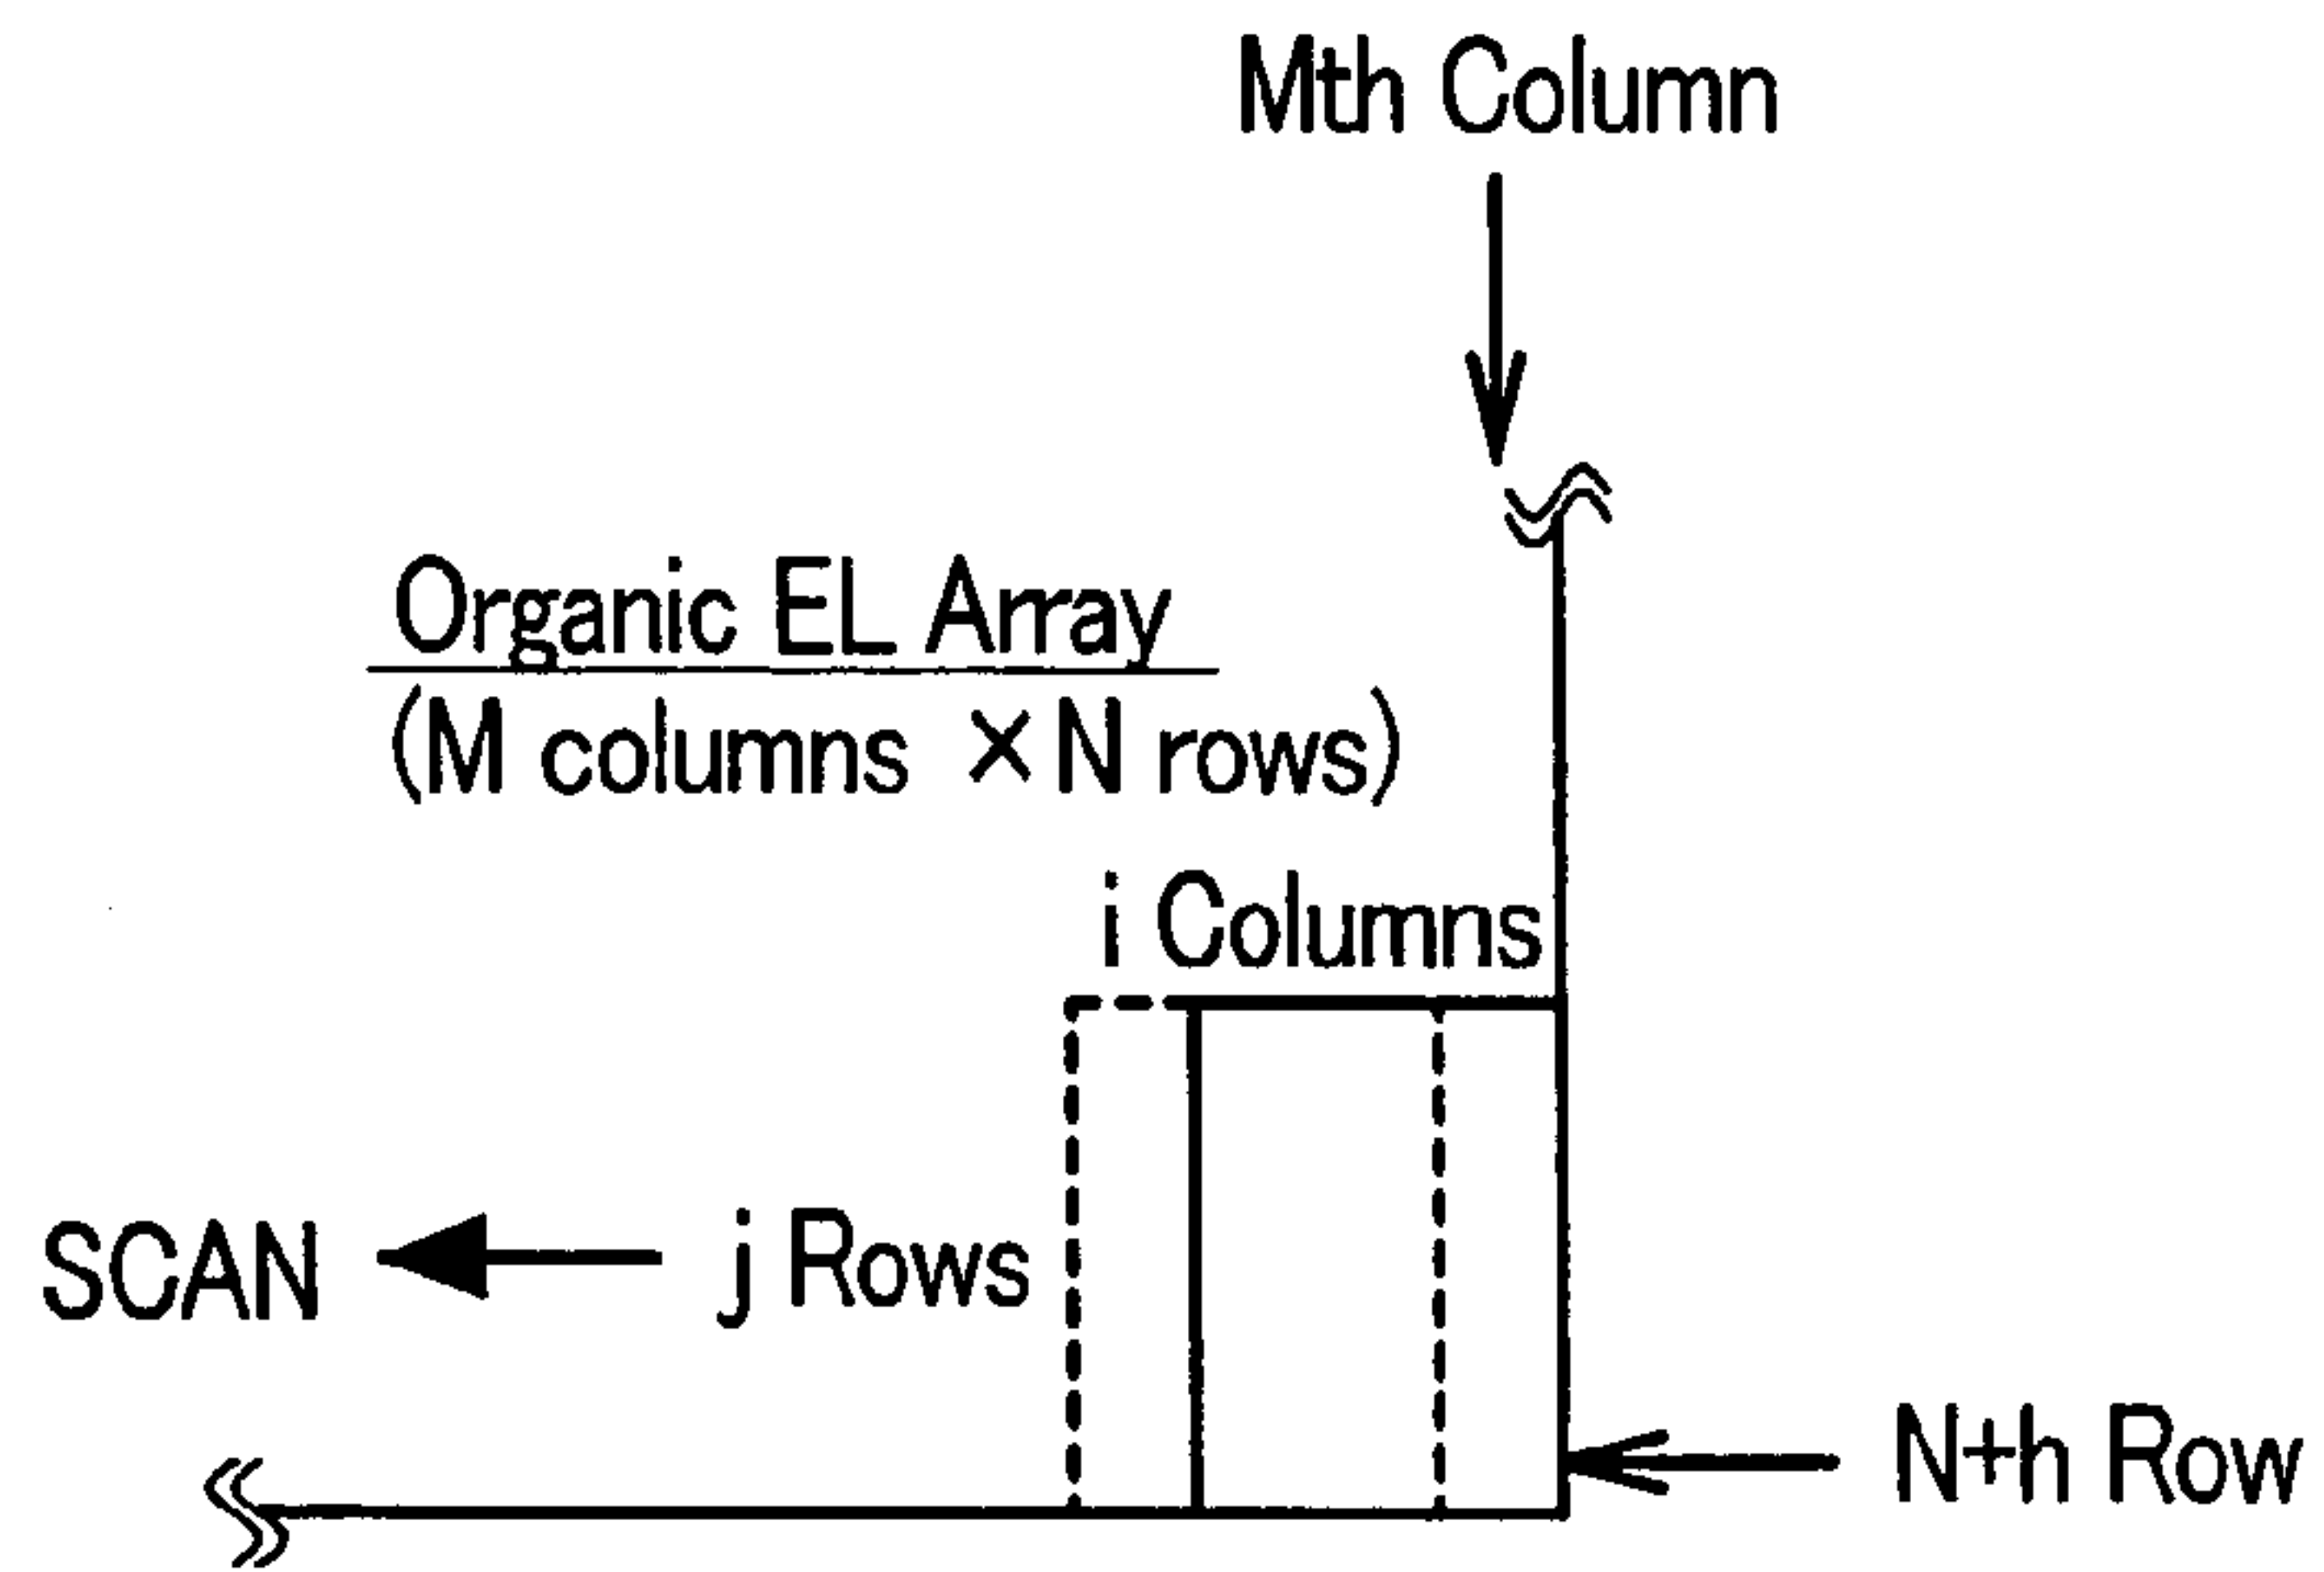 Mth Column
Organic EL Array
(M columns ×N rows)
i Columns
SCAN
j Rows
N+h Row